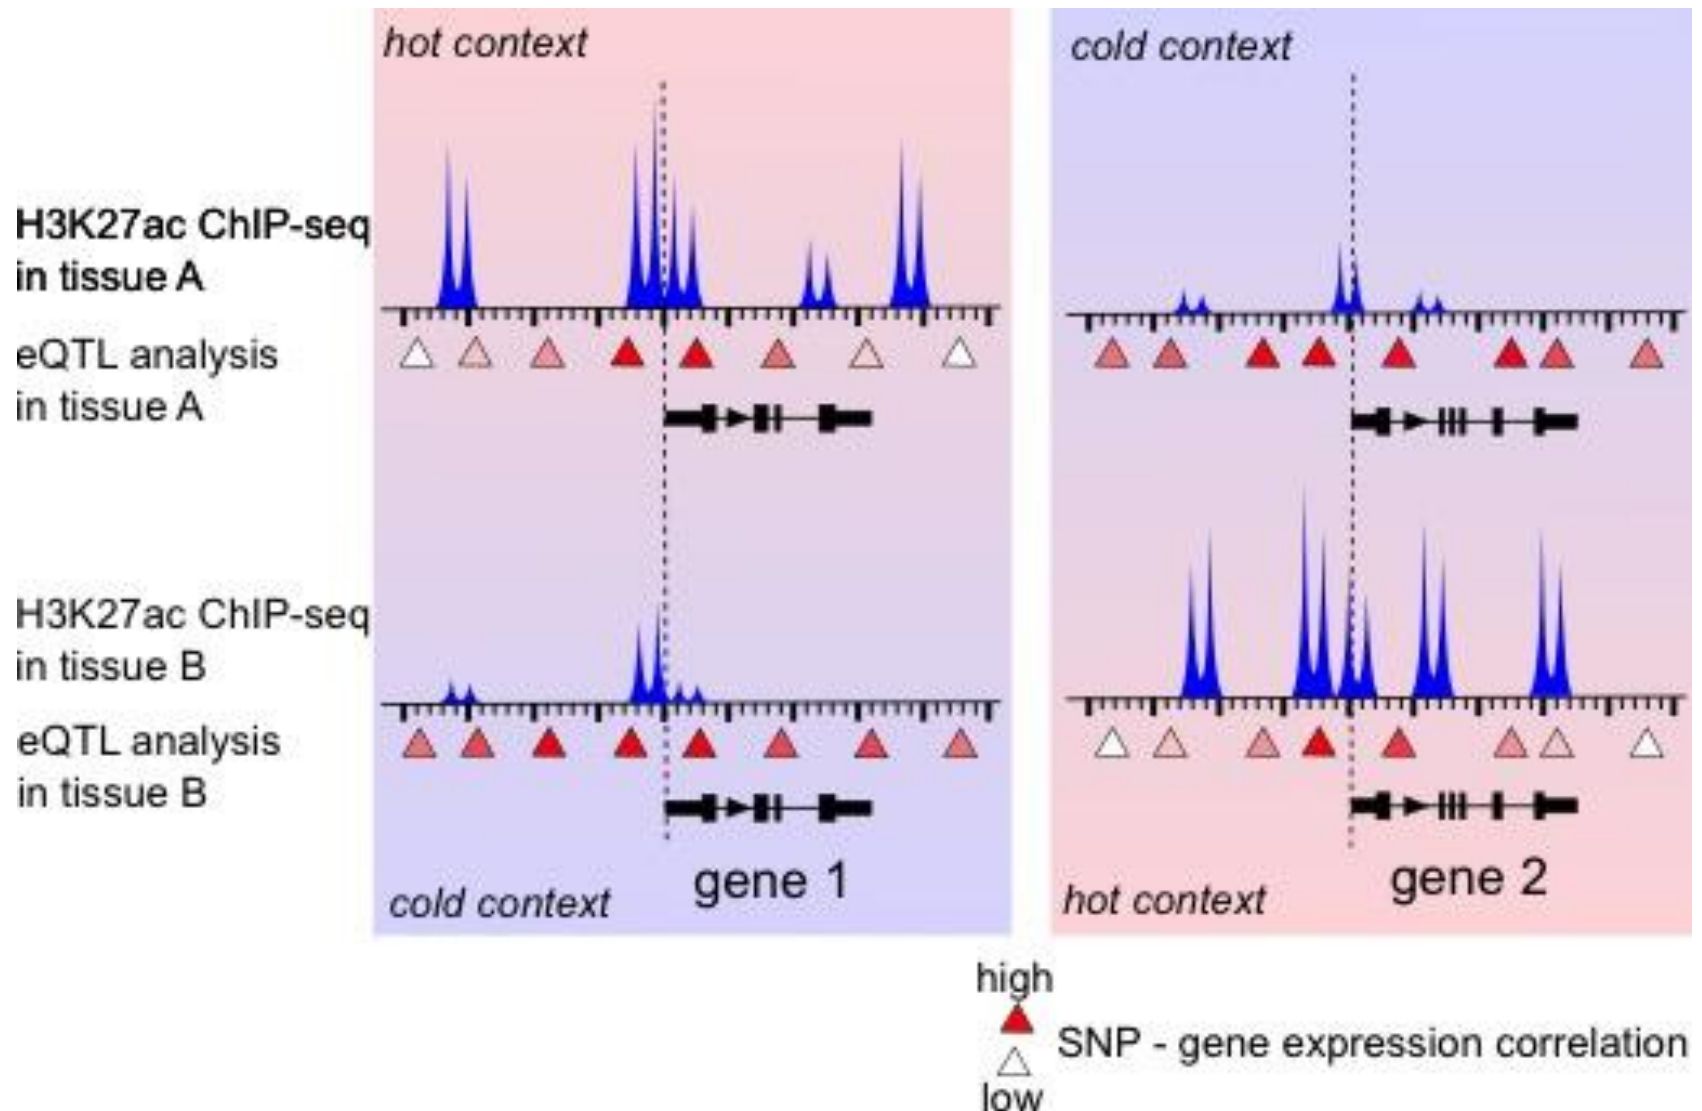 hot context
cold context
H3K27ac ChIP-seq
in tissue A
eQTL analysis
in tissue A
H3K27ac ChIP-seq
in tissue B
eQTL analysis
in tissue B
gene 1
cold context
gene 2
hot context
high
SNP - gene expression correlation
low